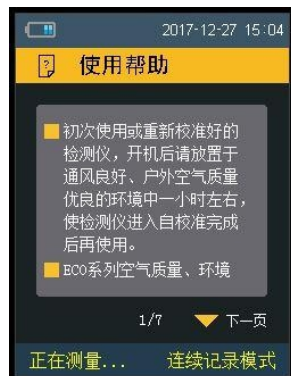 2017-12-27 15:04
使用帮助
初次使用或重新校准好的
检测仪，开机后请放置于
通风良好、户外空气质量
优良的环境中一小时左右，
使检测仪进入自校准完成
后再使用。
ECO系列空气质量、环境
1/7 下一页
正在测量... 连续记录模式